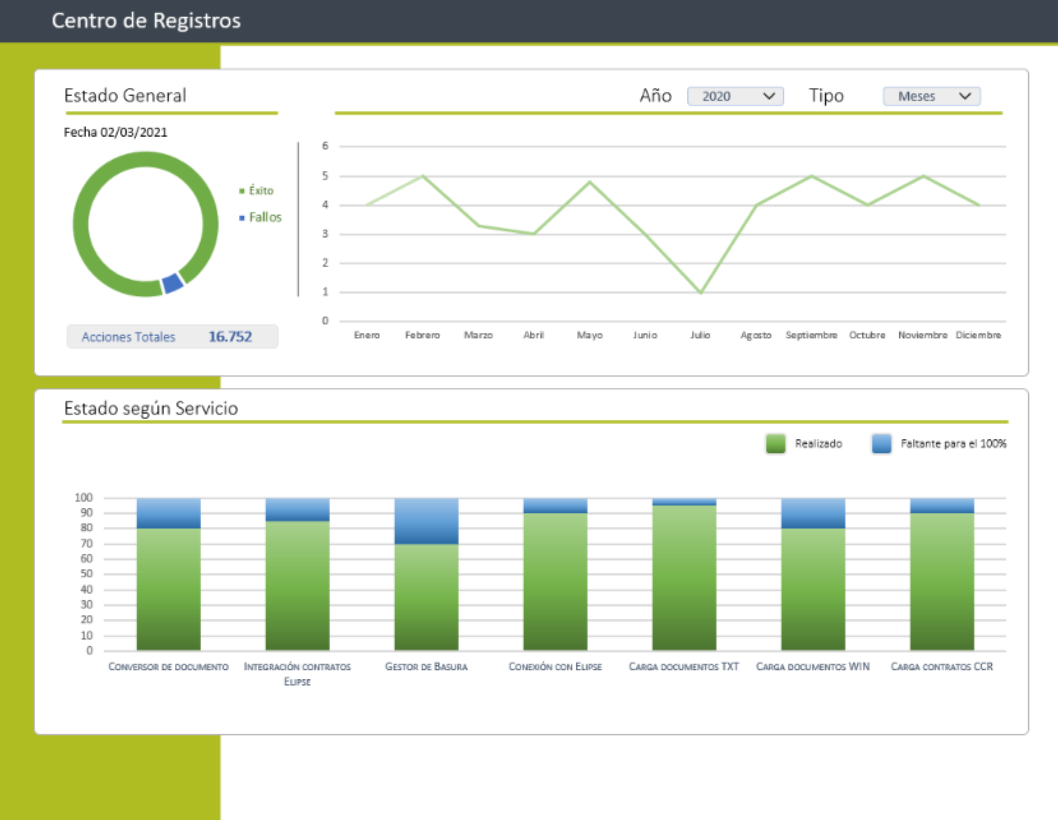 Centro de Registros
Estado General
Año 2020 Tipo Meses
Fecha 02/03/2021
Éxito
Fallos
Acciones Totales 16.752
6
5
4
3
2
1
0
Enero Febrero Marzo Abril Mayo Junio Julio Agosto Septiembre Octubre Noviembre Diciembre
Estado según Servicio
Realizado Faltante para el 100%
100
90
80
70
60
50
40
30
20
10
0
CONVERSOR DE DOCUMENTO INTEGRACIÓN CONTRATOS GESTOR DE BASURA CONEXIÓN CON ELIPSE CARGA DOCUMENTOS TXT CARGA DOCUMENTOS WIN CARGA CONTRATOS CCR
ELIPSE